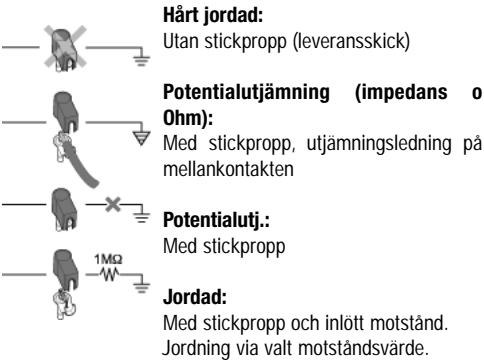 Hårt jordad:
Utan stickpropp (leveransskick)
Potentialutjämning (impedans o
Ohm):
Med stickpropp, utjämningsledning på
mellankontakten
Potentialutj.:
Med stickpropp
1MΩ
Jordad:
Med stickpropp och inlött motstånd.
Jordning via valt motståndsvärde.